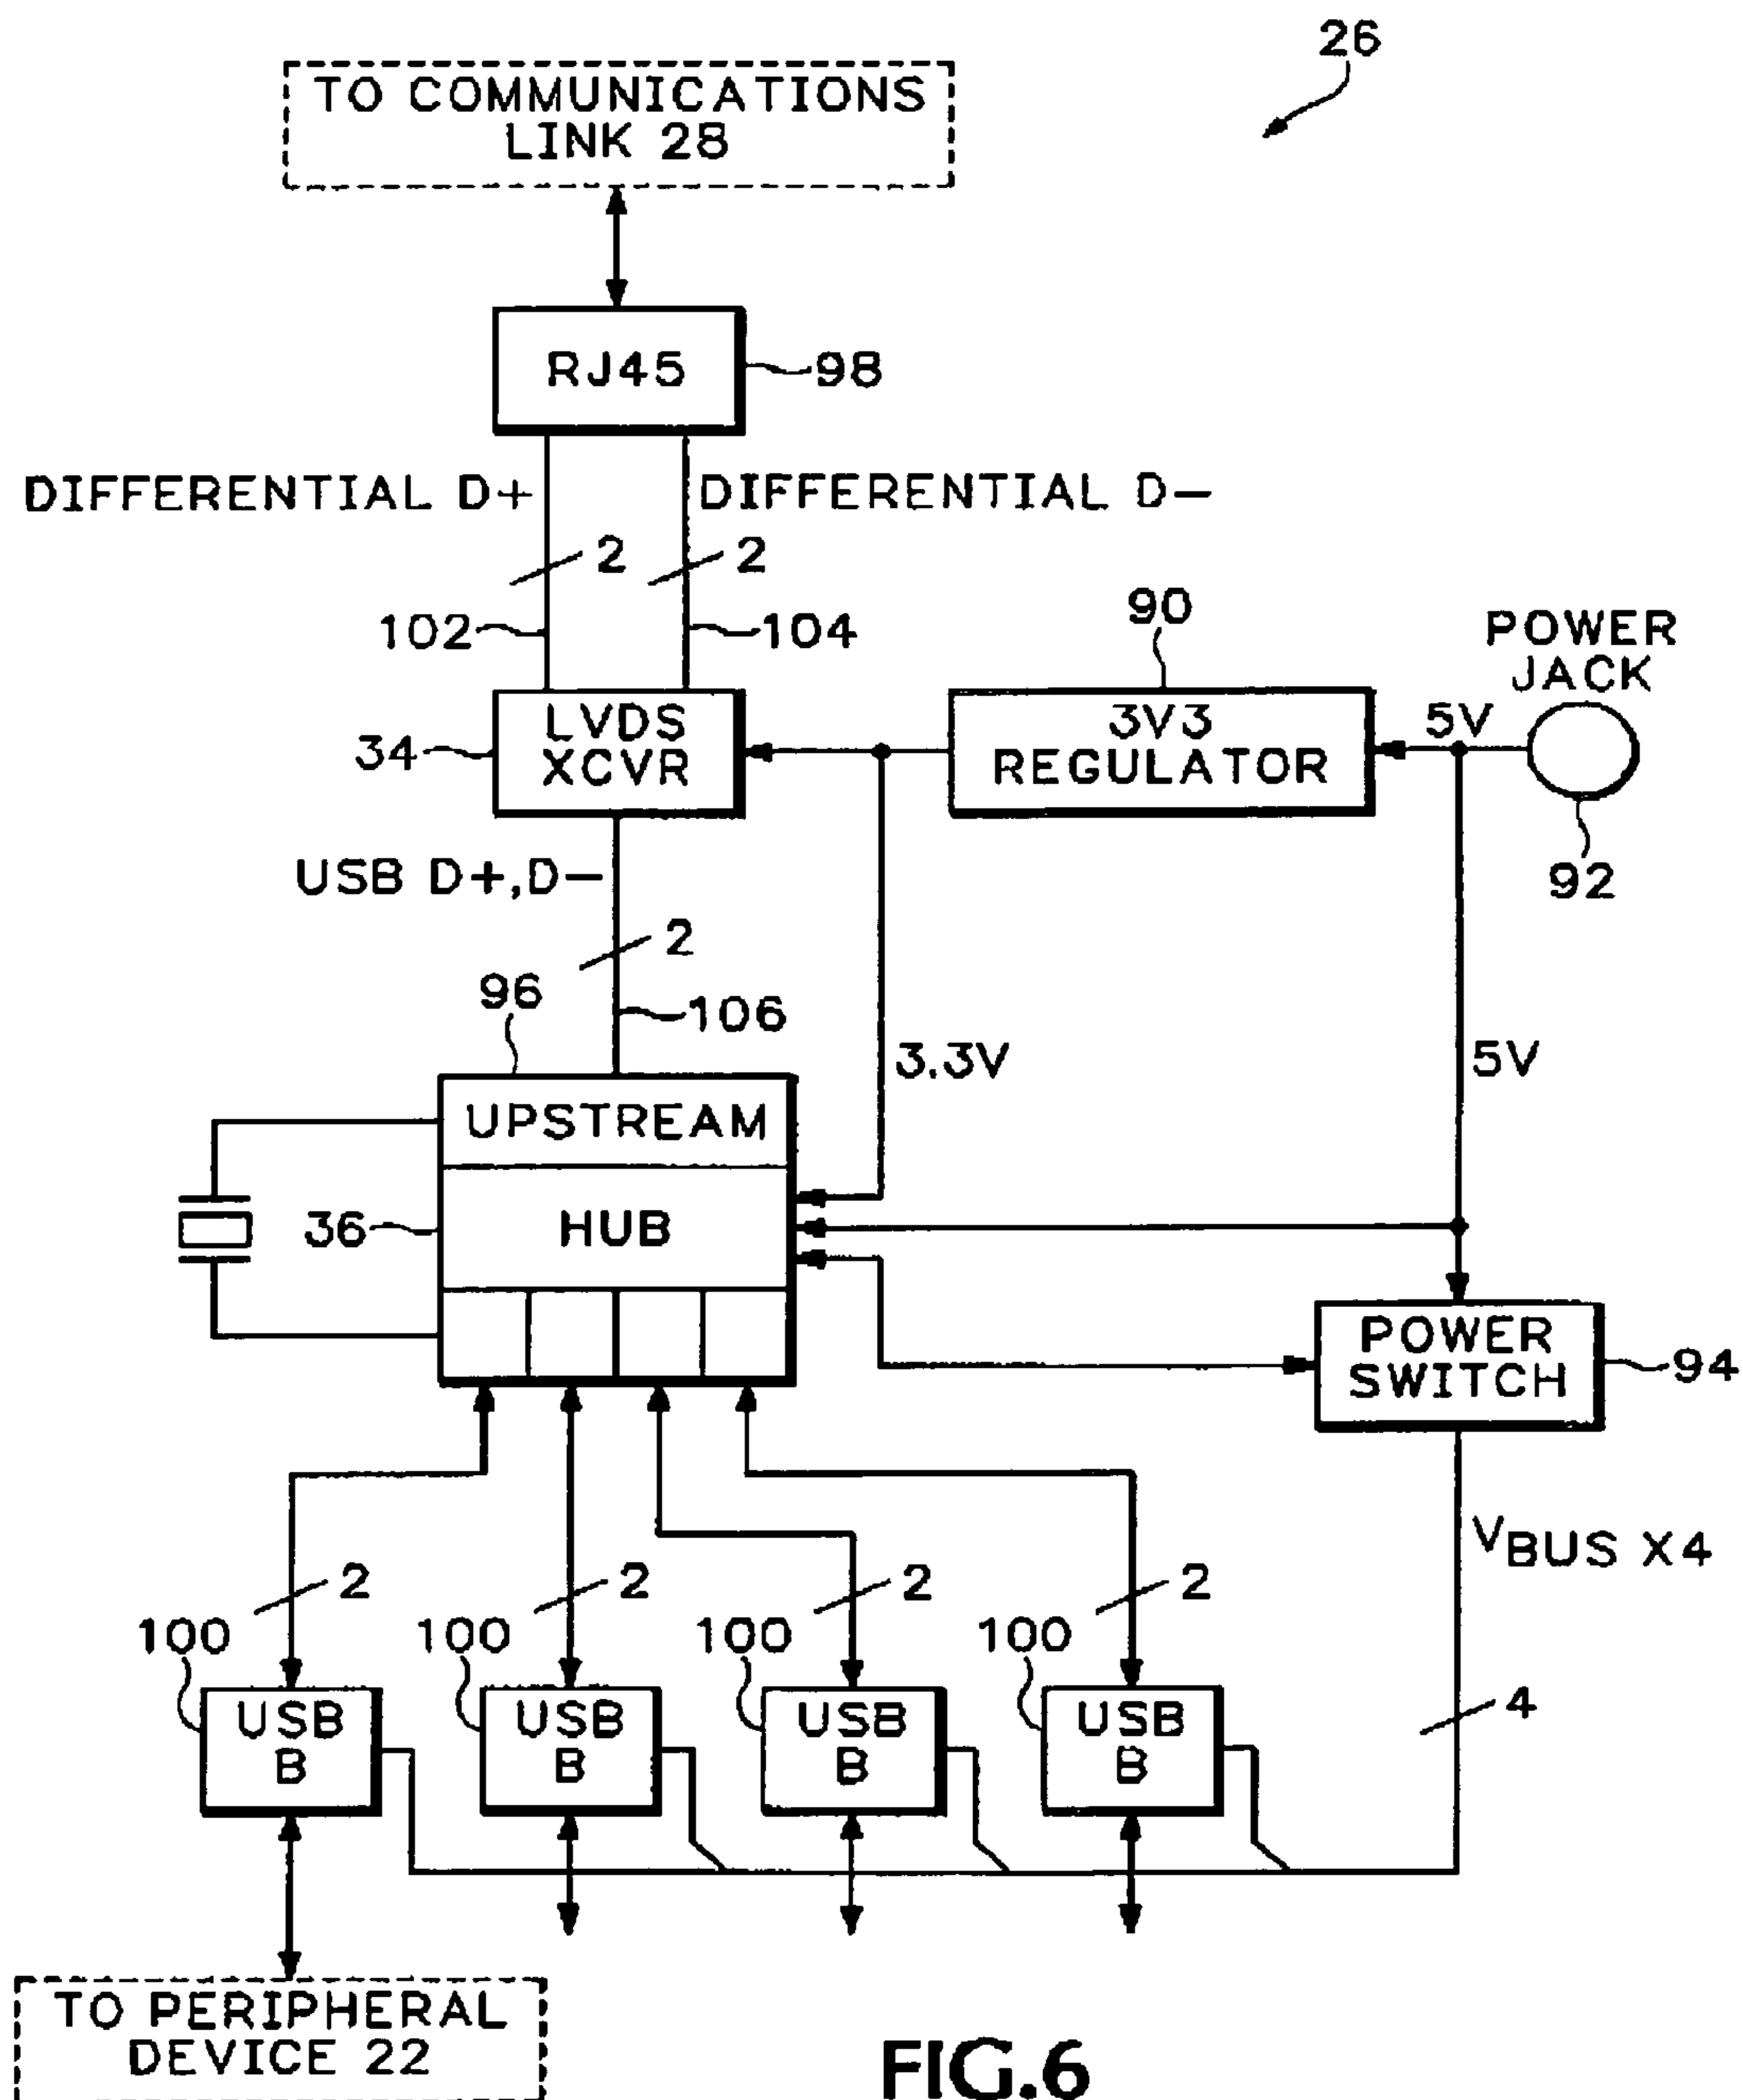 26
TO COMMUNICATIONS
LINK 28
RJ45
98
DIFFERENTIAL D+
DIFFERENTIAL D−
2
2
102
104
90
POWER
JACK
LVDS
XCVR
34
3V3
REGULATOR
5V
92
USB D+,D−
2
96
106
3.3V
5V
UPSTREAM
36
HUB
POWER
SWITCH
94
VBUS X4
2
2
2
2
100
100
100
100
USB
B
USB
B
USB
B
USB
B
4
TO PERIPHERAL
DEVICE 22
FIG.6